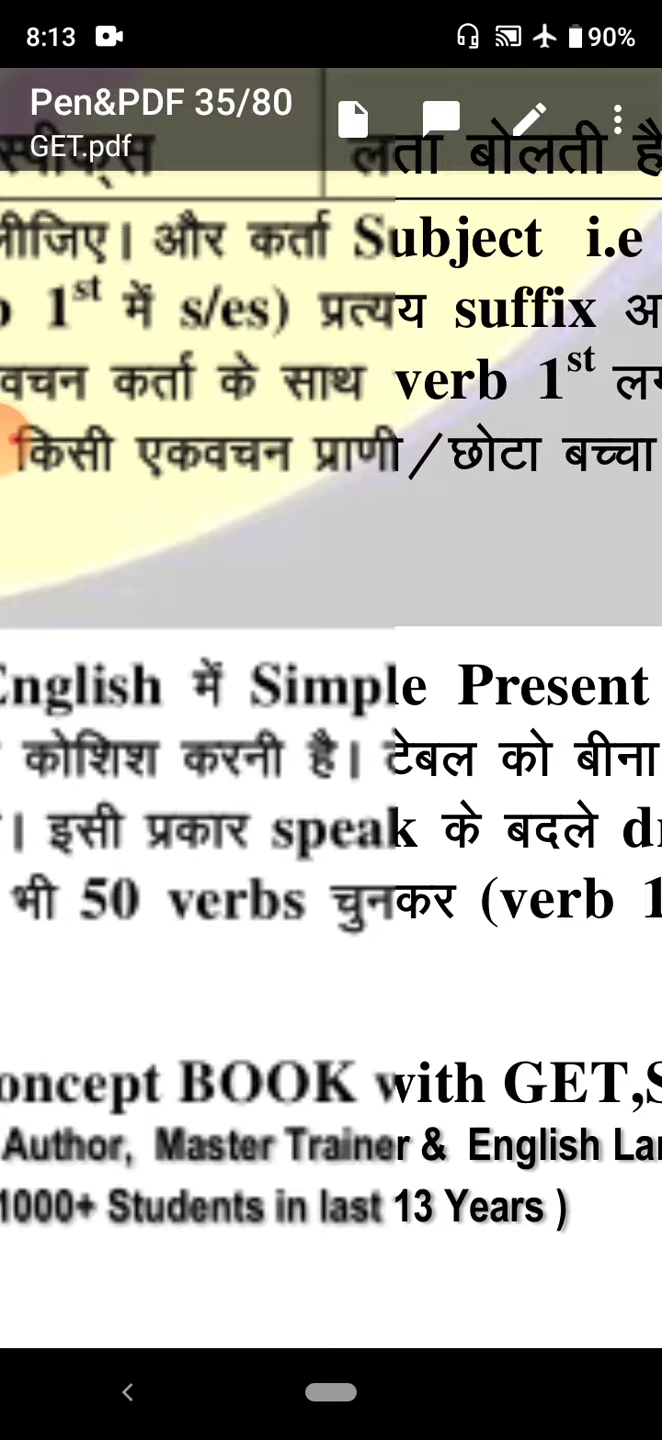 8:13 90%
Pen&PDF 35/80
GET.pdf
स्पीक्स लता बोलती है
लीजिए। और कर्ता Subject i.e
1st में s/es) प्रत्यय suffix
वचन कर्ता के साथ verb 1st
किसी एकवचन प्राणी/छोटा बच्चा
English में Simple Present
कोशिश करनी है। टेबल को बीना
। इसी प्रकार speak के बदले
भी 50 verbs चुनकर (verb 1
oncept BOOK with GET,S
Author, Master Trainer & English Lan
1000+ Students in last 13 Years )